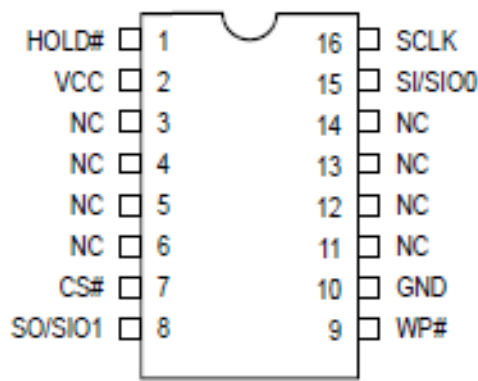 HOLD# 1 16 SCLK
VCC 2 15 SI/SIO0
NC 3 14 NC
NC 4 13 NC
NC 5 12 NC
NC 6 11 NC
CS# 7 10 GND
SO/SIO1 8 9 WP#